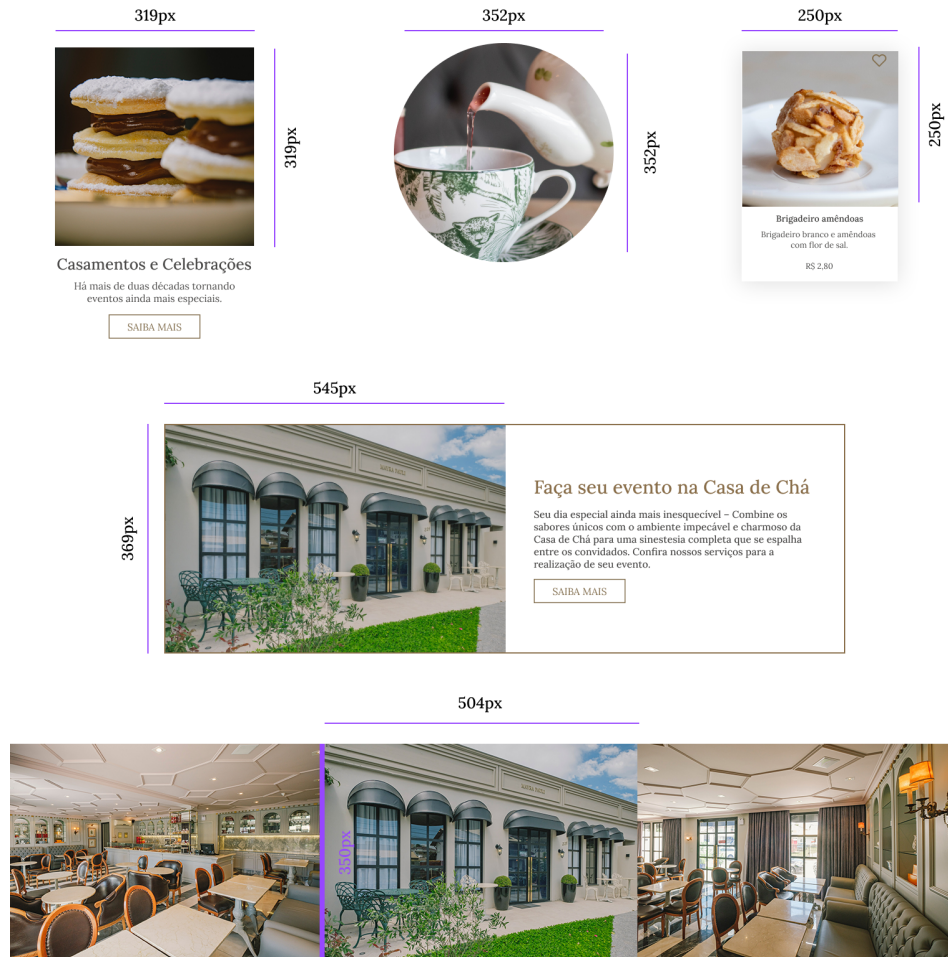 319px
352px
250px
319px
352px
250px
Casamentos e Celebrações
Há mais de duas décadas tornando
eventos ainda mais especiais.
SAIBA MAIS
Brigadeiro amêndoas
Brigadeiro branco e amêndoas
com flor de sal.
R$ 2,80
545px
369px
Faça seu evento na Casa de Chá
Seu dia especial ainda mais inesquecível – Combine os
sabores únicos com o ambiente impecável e charmoso da
Casa de Chá para uma sinestesia completa que se espalha
entre os convidados. Confira nossos serviços para a
realização de seu evento.
SAIBA MAIS
504px
350px